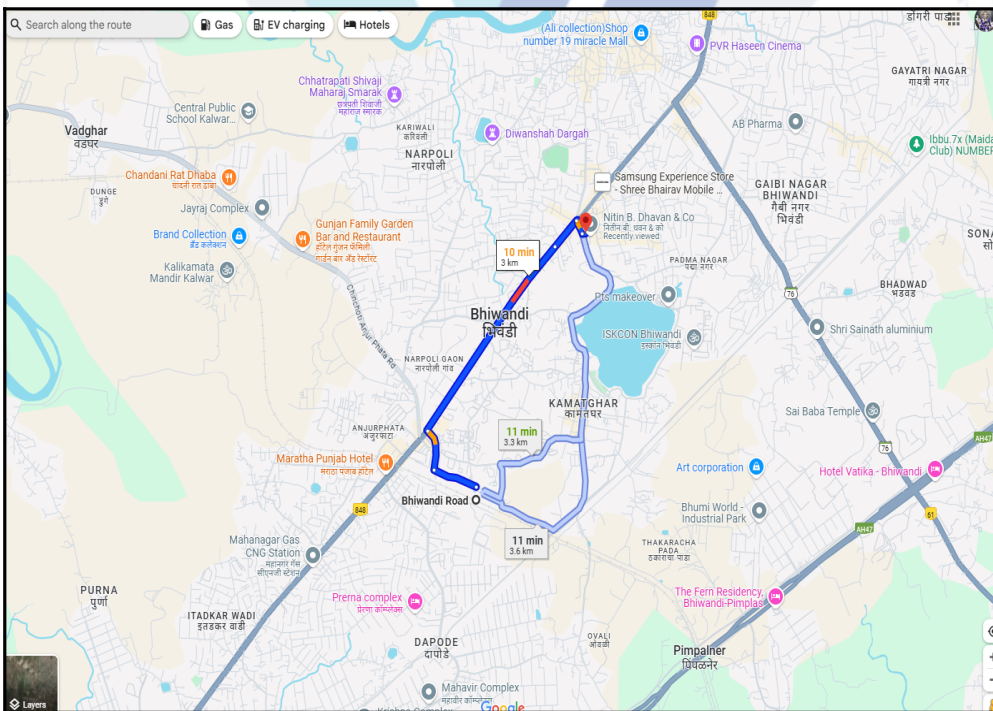 Search along the route
Gas
EV charging
Hotels
848
(Ali collection)Shop
number 19 miracle Mall
PVR Haseen Cinema
डोंगरी पाडा
GAYATRI NAGAR
गायत्री नगर
Chhatrapati Shivaji
Maharaj Smarak
छत्रपती शिवाजी
महाराज स्मारक
Central Public
School Kalwar...
Vadghar
वडघर
KARIWALI
करिवली
Diwanshah Dargah
AB Pharma
Ibbu.7x (Maida
Club) NUMBER
NARPOLI
नारपोली
Chandani Rat Dhaba
चांदनी रात ढाबा
DUNGE
डुंगे
Samsung Experience Store
- Shree Bhairav Mobile ...
GAIBI NAGAR
BHIWANDI
गैबी नगर
भिवंडी
Jayraj Complex
Brand Collection
ब्रँड कलेक्शन
Gunjan Family Garden
Bar and Restaurant
हॉटेल गुंजन फॅमिली
गार्डन बार अँड रेस्टॉरंट
Nitin B. Dhavan & Co
नितीन बी. धवन & को
Recently viewed
SONA
सो
10 min
3 km
Kalikamata
Mandir Kalwar
PADMA NAGAR
पद्मा नगर
BHADWAD
भडवड
76
Pts makeover
Chinchoti Anjur Phata Rd
Bhiwandi
भिवंडी
ISKCON Bhiwandi
इस्कॉन भिवंडी
Shri Sainath aluminium
NARPOLI GAON
नारपोली गांव
KAMATGHAR
कामतघर
Sai Baba Temple
ANJURPHATA
अंजुरफाटा
11 min
3.3 km
AH47
76
Maratha Punjab Hotel
मराठा पंजाब हॉटेल
Art corporation
Hotel Vatika - Bhiwandi
Bhiwandi Road
848
Bhumi World -
Industrial Park
61
AH47
11 min
3.6 km
Mahanagar Gas
CNG Station
महानगर गॅस
सीएनजी स्टेशन
THAKARACHA
PADA
ठकाराचा पाडा
PURNA
पुर्णा
Prerna complex
प्रेरणा कॉम्प्लेक्स
The Fern Residency,
Bhiwandi-Pimplas
ITADKAR WADI
इतडकर वाडी
DAPODE
दापोडे
OVALI
ओवळी
Pimpalner
पिंपळनेर
Mahavir Complex
महावीर कॉम्प्लेक्स
Layers
Google